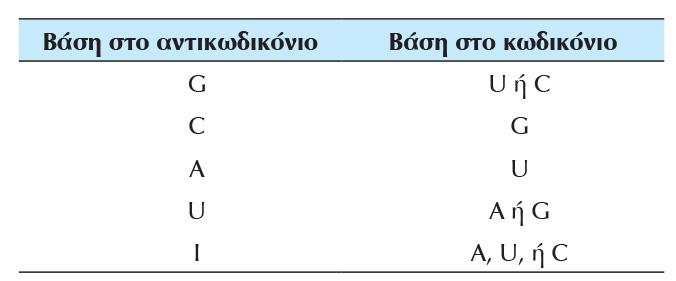 Βάση στο αντικωδικόνιο Βάση στο κωδικόνιο
G U ή C
C G
A U
U A ή G
I A, U, ή C